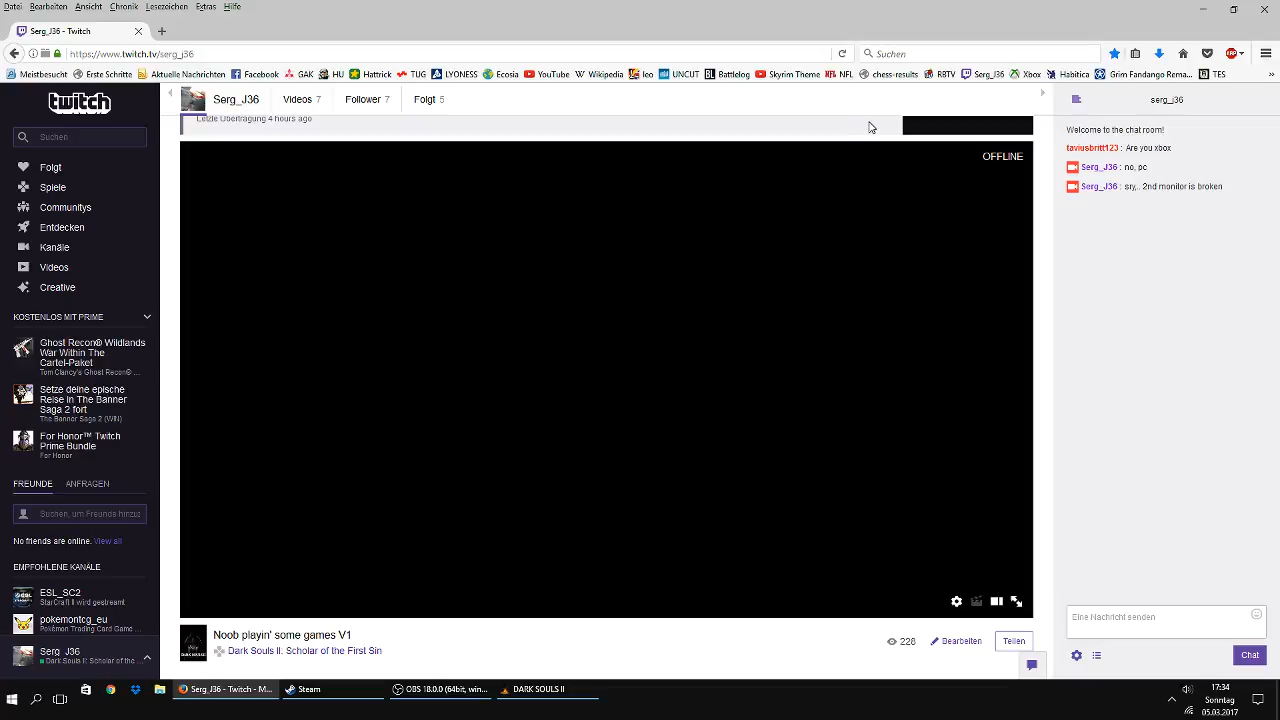 Datei Bearbeiten Ansicht Chronik Lesezeichen Extras Hilfe
Serg_J36 - Twitch
https://www.twitch.tv/serg_j36
Suchen
ABP
Meistbesucht Erste Schritte Aktuelle Nachrichten Facebook GAK HU Hattrick TUG LYONESS Ecosia YouTube Wikipedia leo UNCUT Battlelog Skyrim Theme NFL chess-results RBTV Serg_J36 Xbox Habitica Grim Fandango Rema... TES
twitch
Suchen
Folgt
Spiele
Communitys
Entdecken
Kanäle
Videos
Creative
KOSTENLOS MIT PRIME
Ghost Recon® Wildlands
War Within The
Cartel-Paket
Tom Clancy's Ghost Recon® ...
Setze deine epische
Reise in The Banner
Saga 2 fort
The Banner Saga 2 (WIN)
For Honor™ Twitch
Prime Bundle
For Honor
FREUNDE ANFRAGEN
Suchen, um Freunde hinzuz
No friends are online. View all
EMPFOHLENE KANÄLE
ESL_SC2
StarCraft II wird gestreamt
pokemontcg_eu
Pokémon Trading Card Game ...
Serg_J36
Dark Souls II: Scholar of the ...
Serg_J36 Videos 7 Follower 7 Folgt 5
Letzte Übertragung 4 hours ago
OFFLINE
Noob playin' some games V1
Dark Souls II: Scholar of the First Sin
228 Bearbeiten Teilen
serg_j36
Welcome to the chat room!
taviusbritt123 : Are you xbox
Serg_J36 : no, pc
Serg_J36 : sry,.. 2nd monitor is broken
Eine Nachricht senden
Chat
Serg_J36 - Twitch - M... Steam OBS 18.0.0 (64bit, win... DARK SOULS II
17:34
Sonntag
05.03.2017